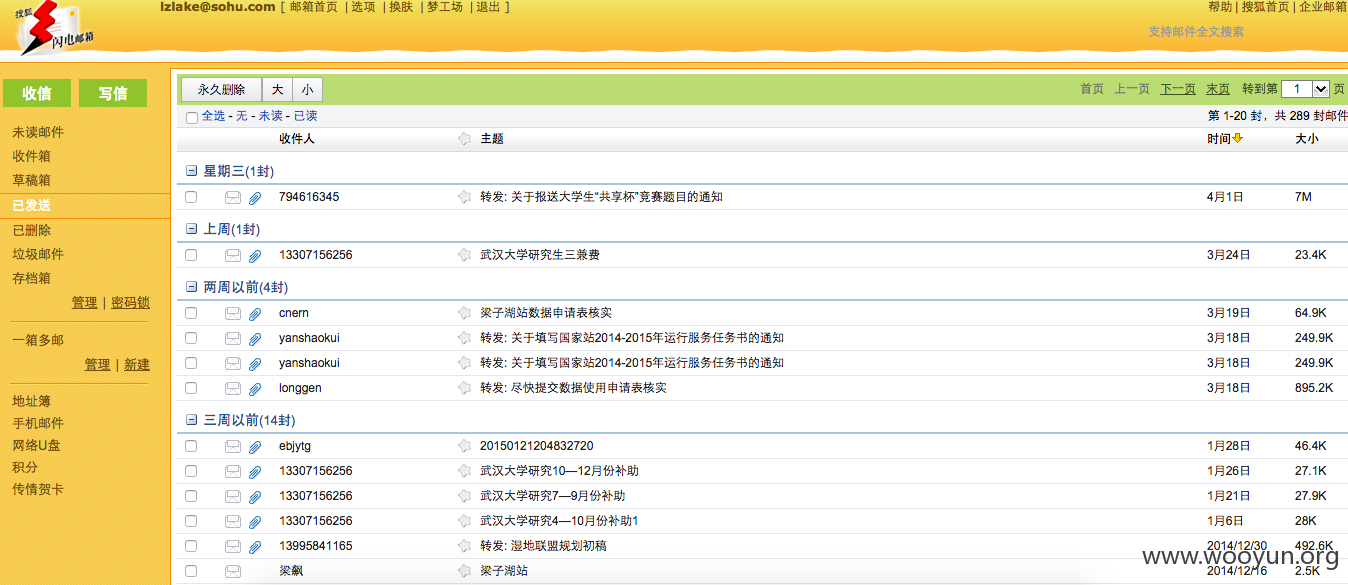 搜狐
闪电邮箱
lzlake@sohu.com [ 邮箱首页 | 选项 | 换肤 | 梦工场 | 退出 ]
帮助 | 搜狐首页 | 企业邮箱
支持邮件全文搜索
收信 写信
未读邮件
收件箱
草稿箱
已发送
已删除
垃圾邮件
存档箱
管理 | 密码锁
一箱多邮
管理 | 新建
地址簿
手机邮件
网络U盘
积分
传情贺卡
永久删除 大 小
首页 上一页 下一页 末页 转到第 1 页
全选 - 无 - 未读 - 已读
第 1-20 封，共 289 封邮件
收件人 主题 时间 大小
星期三(1封)
794616345 转发: 关于报送大学生“共享杯”竞赛题目的通知 4月1日 7M
上周(1封)
13307156256 武汉大学研究生三兼费 3月24日 23.4K
两周以前(4封)
cnern 梁子湖站数据申请表核实 3月19日 64.9K
yanshaokui 转发: 关于填写国家站2014-2015年运行服务任务书的通知 3月18日 249.9K
yanshaokui 转发: 关于填写国家站2014-2015年运行服务任务书的通知 3月18日 249.9K
longgen 转发: 尽快提交数据使用申请表核实 3月18日 895.2K
三周以前(14封)
ebjytg 20150121204832720 1月28日 46.4K
13307156256 武汉大学研究10—12月份补助 1月26日 27.1K
13307156256 武汉大学研究7—9月份补助 1月21日 27.9K
13307156256 武汉大学研究4—10月份补助1 1月6日 28K
13995841165 转发: 湿地联盟规划初稿 2014/12/30 492.6K
梁飙 梁子湖站 2014/12/16 2.5K
www.wooyun.org